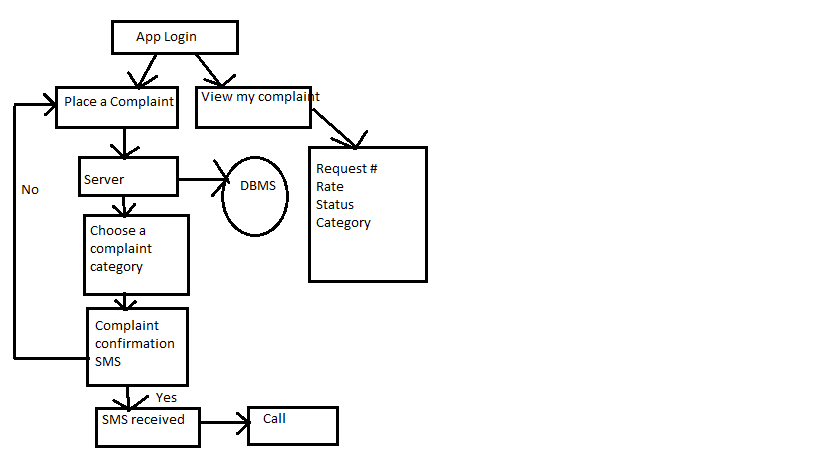 App Login
Place a Complaint
View my complaint
Server
DBMS
Request #
Rate
Status
Category
No
Choose a
complaint
category
Complaint
confirmation
SMS
Yes
SMS received
Call